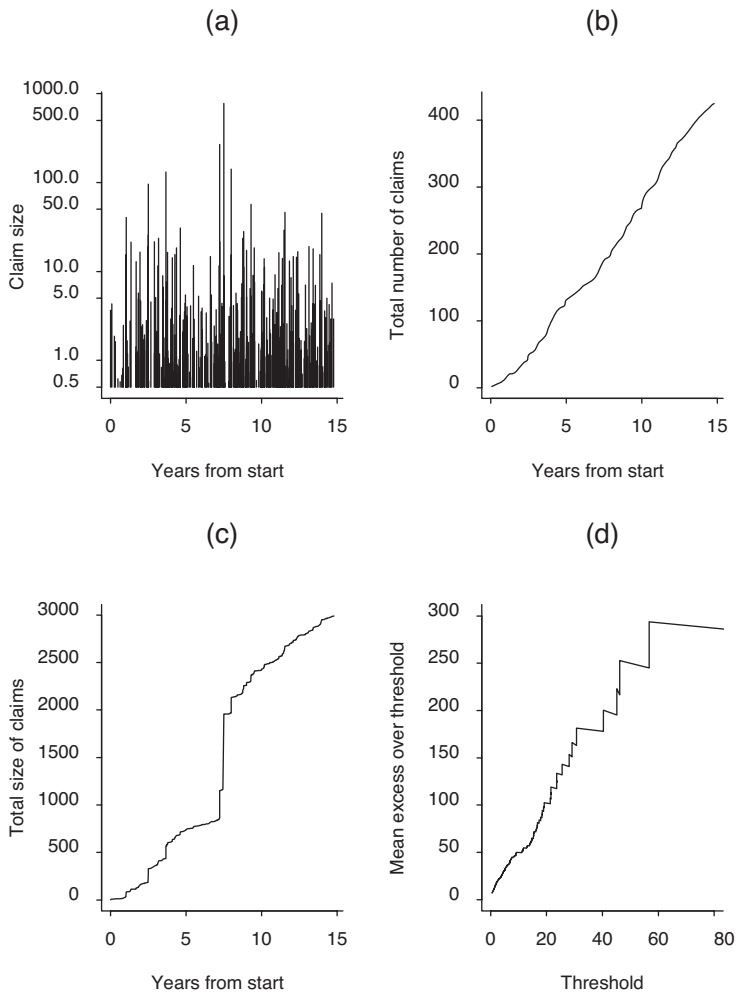 (a)
Claim size
1000.0
500.0
100.0
50.0
10.0
5.0
1.0
0.5
0 5 10 15
Years from start
(b)
Total number of claims
400
300
200
100
0
0 5 10 15
Years from start
(c)
Total size of claims
3000
2500
2000
1000
500
0
0 5 10 15
Years from start
(d)
Mean excess over threshold
300
250
200
150
100
50
0
0 20 40 60 80
Threshold